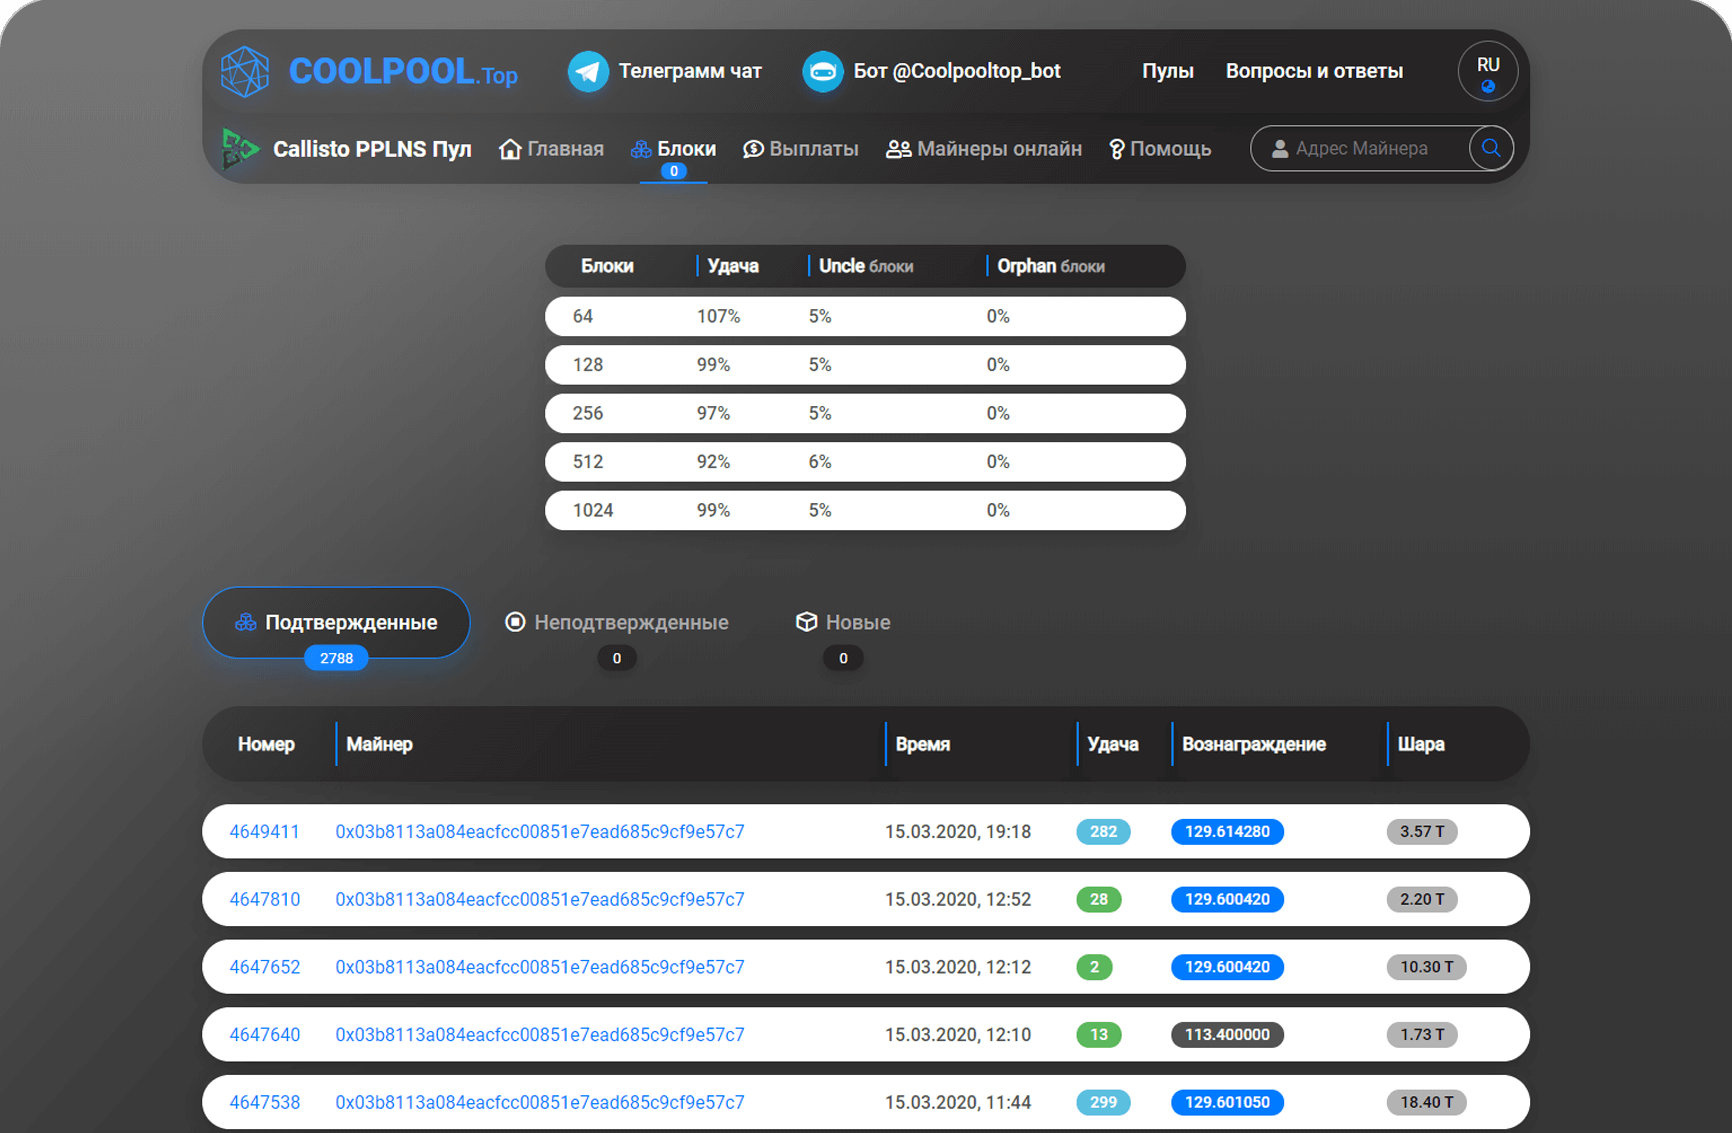 COOLPOOL.Top Телеграмм чат Бот @Coolpooltop_bot Пулы Вопросы и ответы RU
Callisto PPLNS Пул Главная Блоки Выплаты Майнеры онлайн Помощь Адрес Майнера
0
Блоки Удача Uncle блоки Orphan блоки
64 107% 5% 0%
128 99% 5% 0%
256 97% 5% 0%
512 92% 6% 0%
1024 99% 5% 0%
Подтвержденные Неподтвержденные Новые
2788 0 0
Номер Майнер Время Удача Вознаграждение Шара
4649411 0x03b8113a084eacfcc00851e7ead685c9cf9e57c7 15.03.2020, 19:18 282 129.614280 3.57 T
4647810 0x03b8113a084eacfcc00851e7ead685c9cf9e57c7 15.03.2020, 12:52 28 129.600420 2.20 T
4647652 0x03b8113a084eacfcc00851e7ead685c9cf9e57c7 15.03.2020, 12:12 2 129.600420 10.30 T
4647640 0x03b8113a084eacfcc00851e7ead685c9cf9e57c7 15.03.2020, 12:10 13 113.400000 1.73 T
4647538 0x03b8113a084eacfcc00851e7ead685c9cf9e57c7 15.03.2020, 11:44 299 129.601050 18.40 T